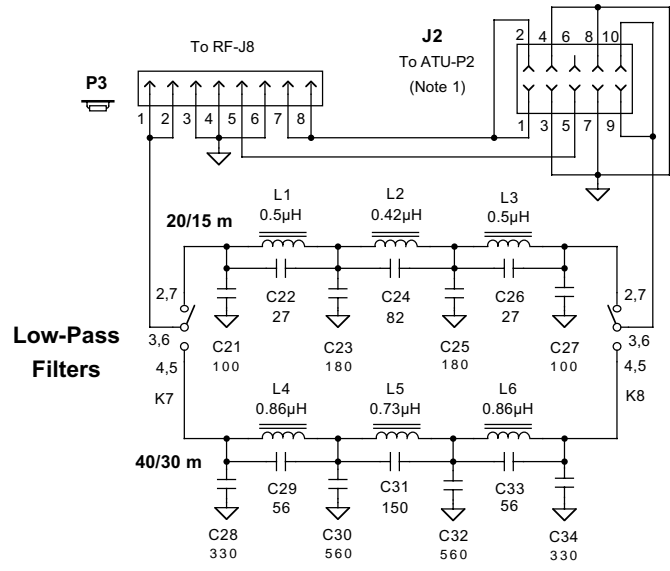 2 4 6 8 10
J2
To RF-J8
To ATU-P2
P3
(Note 1)
1 2 3 4 5 6 7 8
1 3 5 7 9
L1
0.5µH
L2
0.42µH
L3
0.5µH
20/15 m
C22
27
C24
82
C26
27
2,7
2,7
C21
100
C23
180
C25
180
C27
100
Low-Pass
Filters
3,6
3,6
4,5
4,5
K7
K8
L4
0.86µH
L5
0.73µH
L6
0.86µH
40/30 m
C29
56
C31
150
C33
56
C28
330
C30
560
C32
560
C34
330